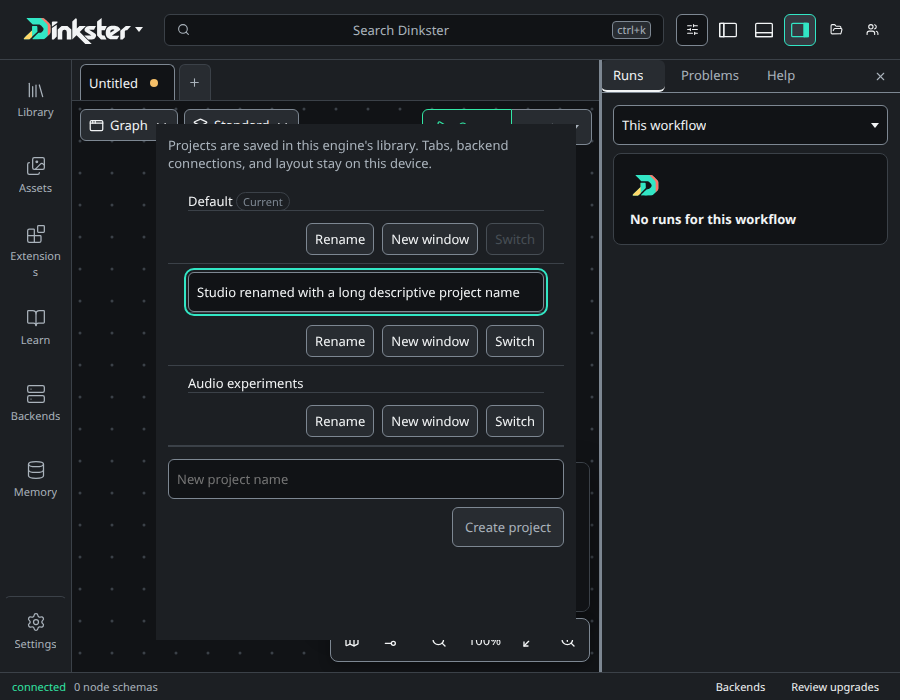 Dinkster
Search Dinkster
ctrl+k
Untitled
+
Runs
Problems
Help
Library
Graph
Standard
This workflow
Assets
Projects are saved in this engine's library. Tabs, backend
connections, and layout stay on this device.
Default
Current
No runs for this workflow
Extension
s
Rename
New window
Switch
Studio renamed with a long descriptive project name
Learn
Rename
New window
Switch
Audio experiments
Backends
Rename
New window
Switch
New project name
Memory
Create project
Settings
100%
connected
0 node schemas
Backends
Review upgrades